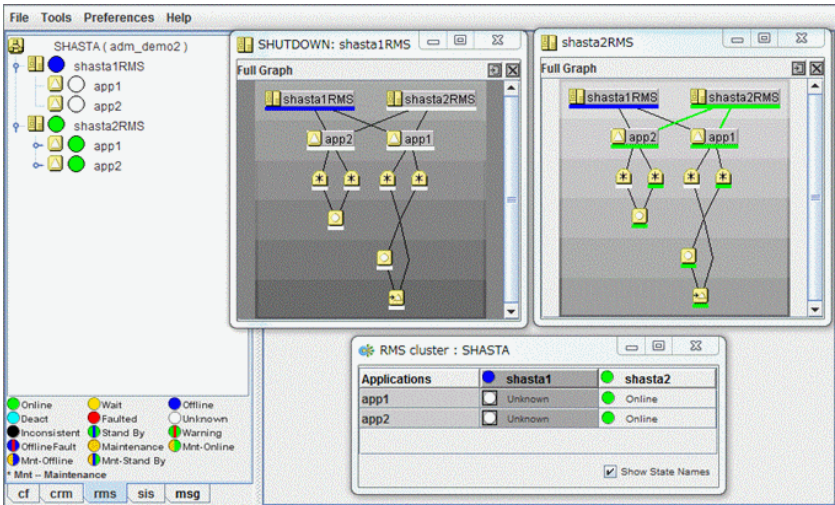 File Tools Preferences Help
SHASTA ( adm_demo2 )
shasta1RMS
app1
app2
shasta2RMS
app1
app2
Online Wait Offline
Deact Faulted Unknown
Inconsistent Stand By Warning
OfflineFault Maintenance Mnt-Online
Mnt-Offline Mnt-Stand By
* Mnt -- Maintenance
cf crm rms sis msg
SHUTDOWN: shasta1RMS
Full Graph
shasta1RMS shasta2RMS
app2 app1
shasta2RMS
Full Graph
shasta1RMS shasta2RMS
app2 app1
RMS cluster : SHASTA
Applications shasta1 shasta2
app1 Unknown Online
app2 Unknown Online
Show State Names